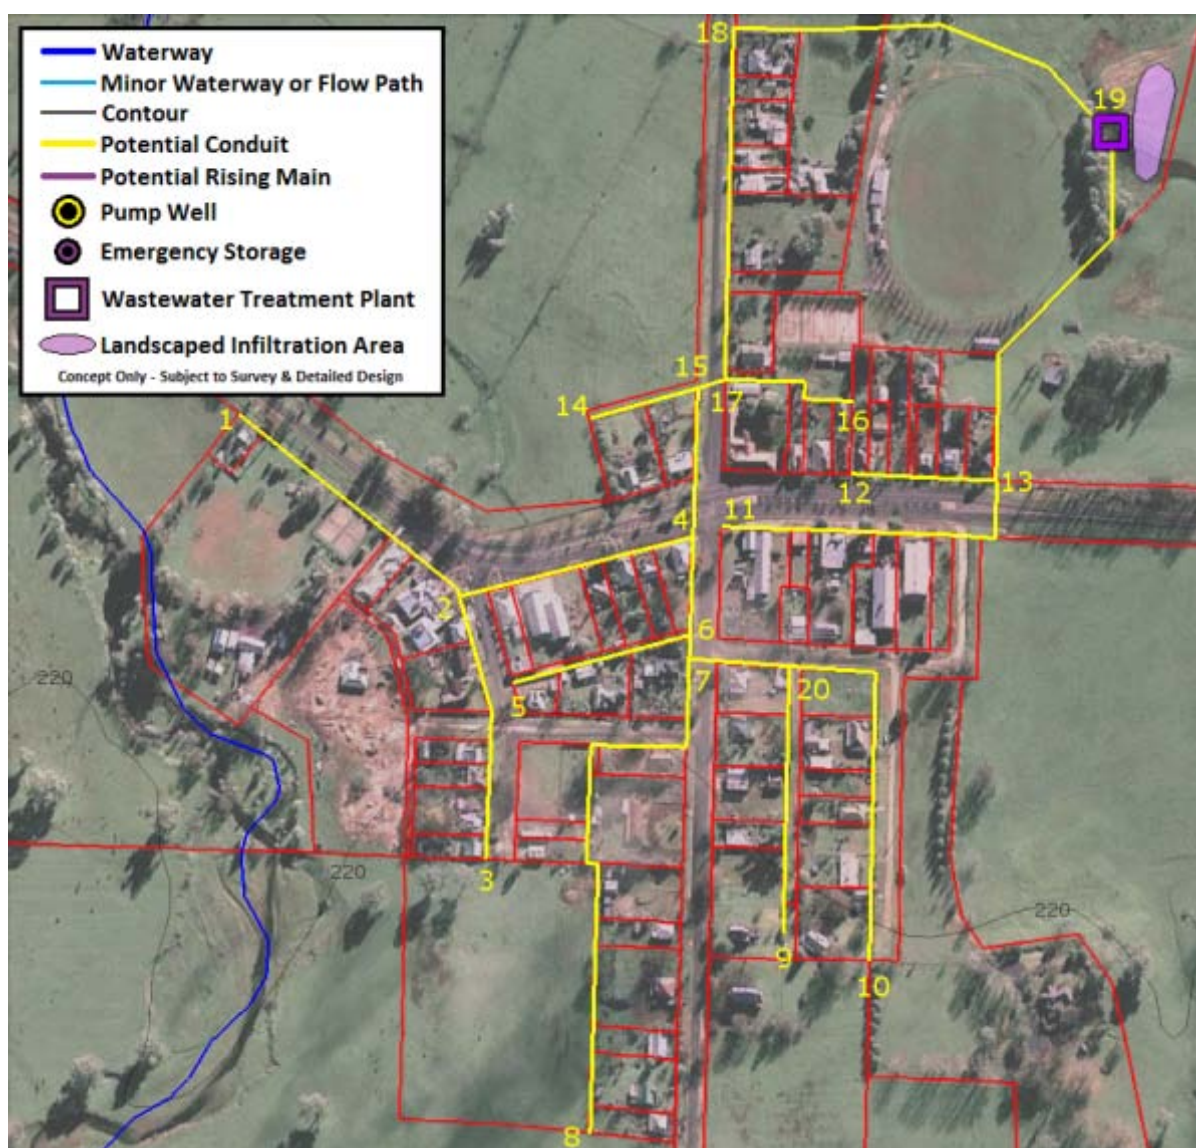 Waterway
Minor Waterway or Flow Path
Contour
Potential Conduit
Potential Rising Main
Pump Well
Emergency Storage
Wastewater Treatment Plant
Landscaped Infiltration Area
Concept Only - Subject to Survey & Detailed Design
18
19
15
14
1
17
16
12
13
4
11
2
6
7
220
5
20
3
220
220
9
10
8